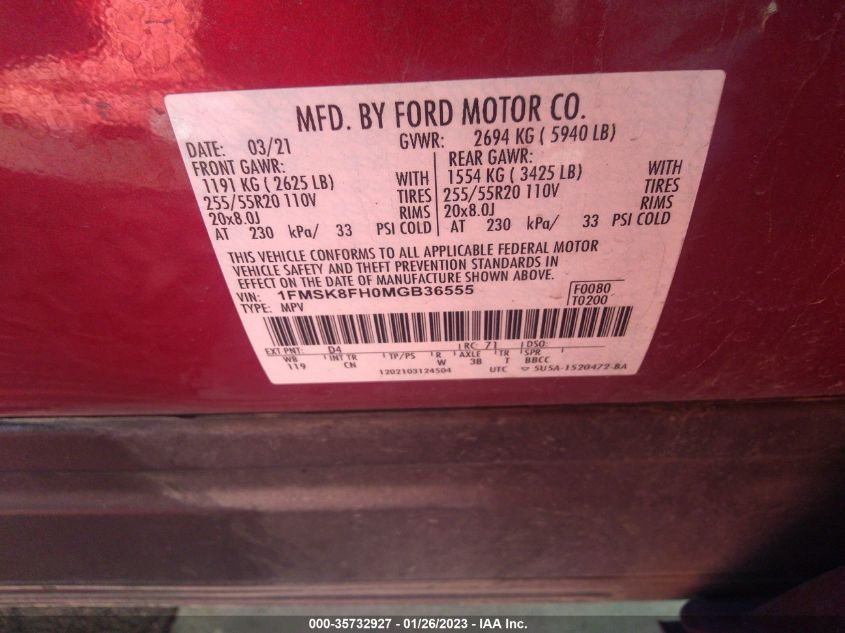 MFD. BY FORD MOTOR CO.
DATE: 03/21 GVWR: 2694 KG ( 5940 LB)
FRONT GAWR: REAR GAWR:
1191 KG ( 2625 LB) WITH 1554 KG ( 3425 LB) WITH
255/55R20 110V TIRES 255/55R20 110V TIRES
20x8.0J RIMS 20x8.0J RIMS
AT 230 kPa/ 33 PSI COLD AT 230 kPa/ 33 PSI COLD
THIS VEHICLE CONFORMS TO ALL APPLICABLE FEDERAL MOTOR
VEHICLE SAFETY AND THEFT PREVENTION STANDARDS IN
EFFECT ON THE DATE OF MANUFACTURE SHOWN ABOVE.
VIN: 1FMSK8FH0MGB36555 F0080
TYPE: MPV T0200
EXT PNT: D4 RC: 71 DSO:
WB INT TR TP/PS R AXLE TR SPR
119 CN W 3B T BBCC
1202103124504 UTC 5U5A-1520472-BA
000-35732927 - 01/26/2023 - IAA Inc.